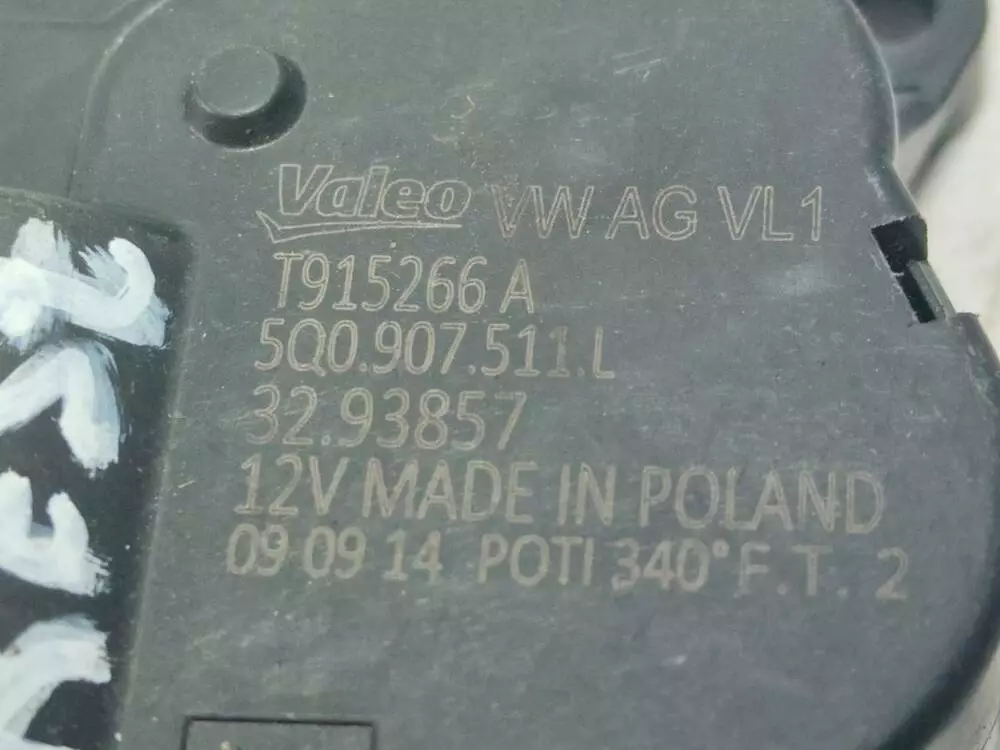 Valeo VW AG VL1
T915266 A
5Q0.907.511.L
32.93857
12V MADE IN POLAND
09 09 14 POTI 340° F.T. 2